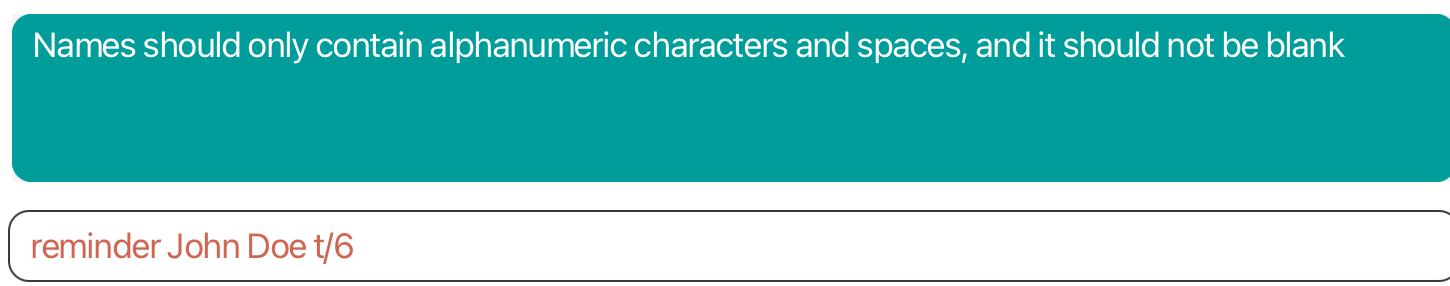 Names should only contain alphanumeric characters and spaces, and it should not be blank
reminder John Doe t/6